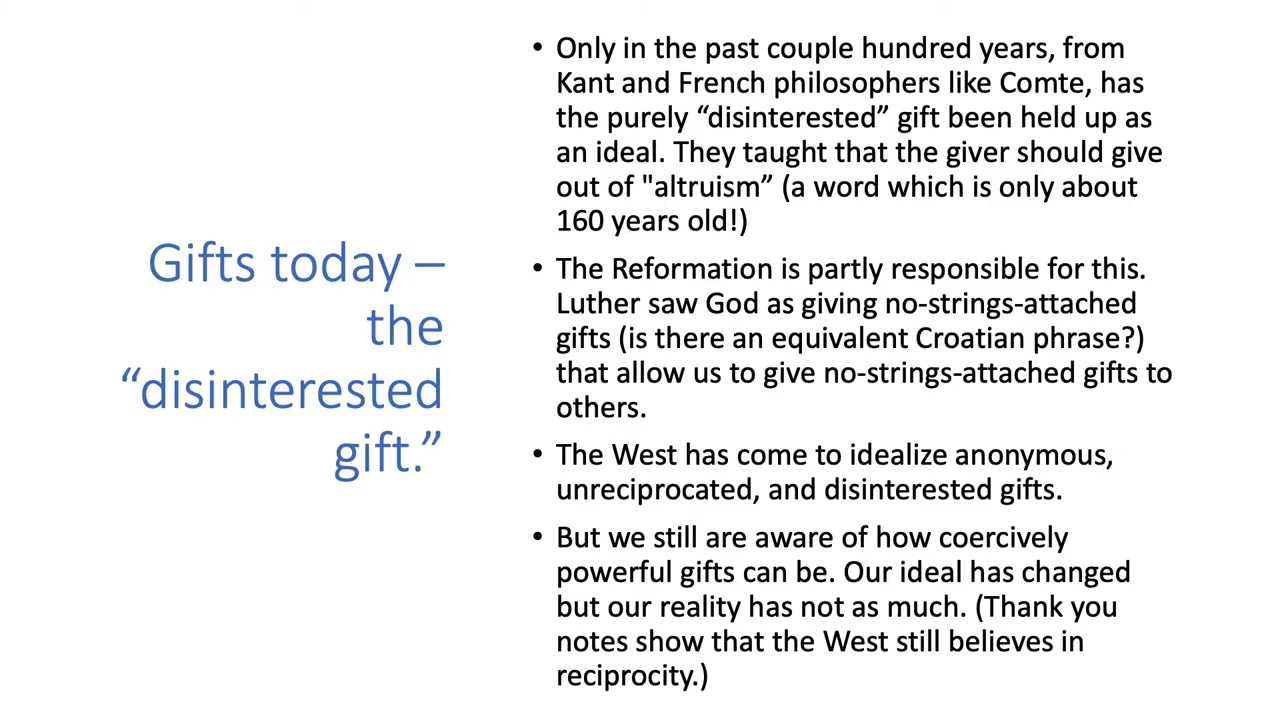 Gifts today –
the
“disinterested
gift.”
• Only in the past couple hundred years, from
Kant and French philosophers like Comte, has
the purely “disinterested” gift been held up as
an ideal. They taught that the giver should give
out of "altruism” (a word which is only about
160 years old!)
• The Reformation is partly responsible for this.
Luther saw God as giving no-strings-attached
gifts (is there an equivalent Croatian phrase?)
that allow us to give no-strings-attached gifts to
others.
• The West has come to idealize anonymous,
unreciprocated, and disinterested gifts.
• But we still are aware of how coercively
powerful gifts can be. Our ideal has changed
but our reality has not as much. (Thank you
notes show that the West still believes in
reciprocity.)